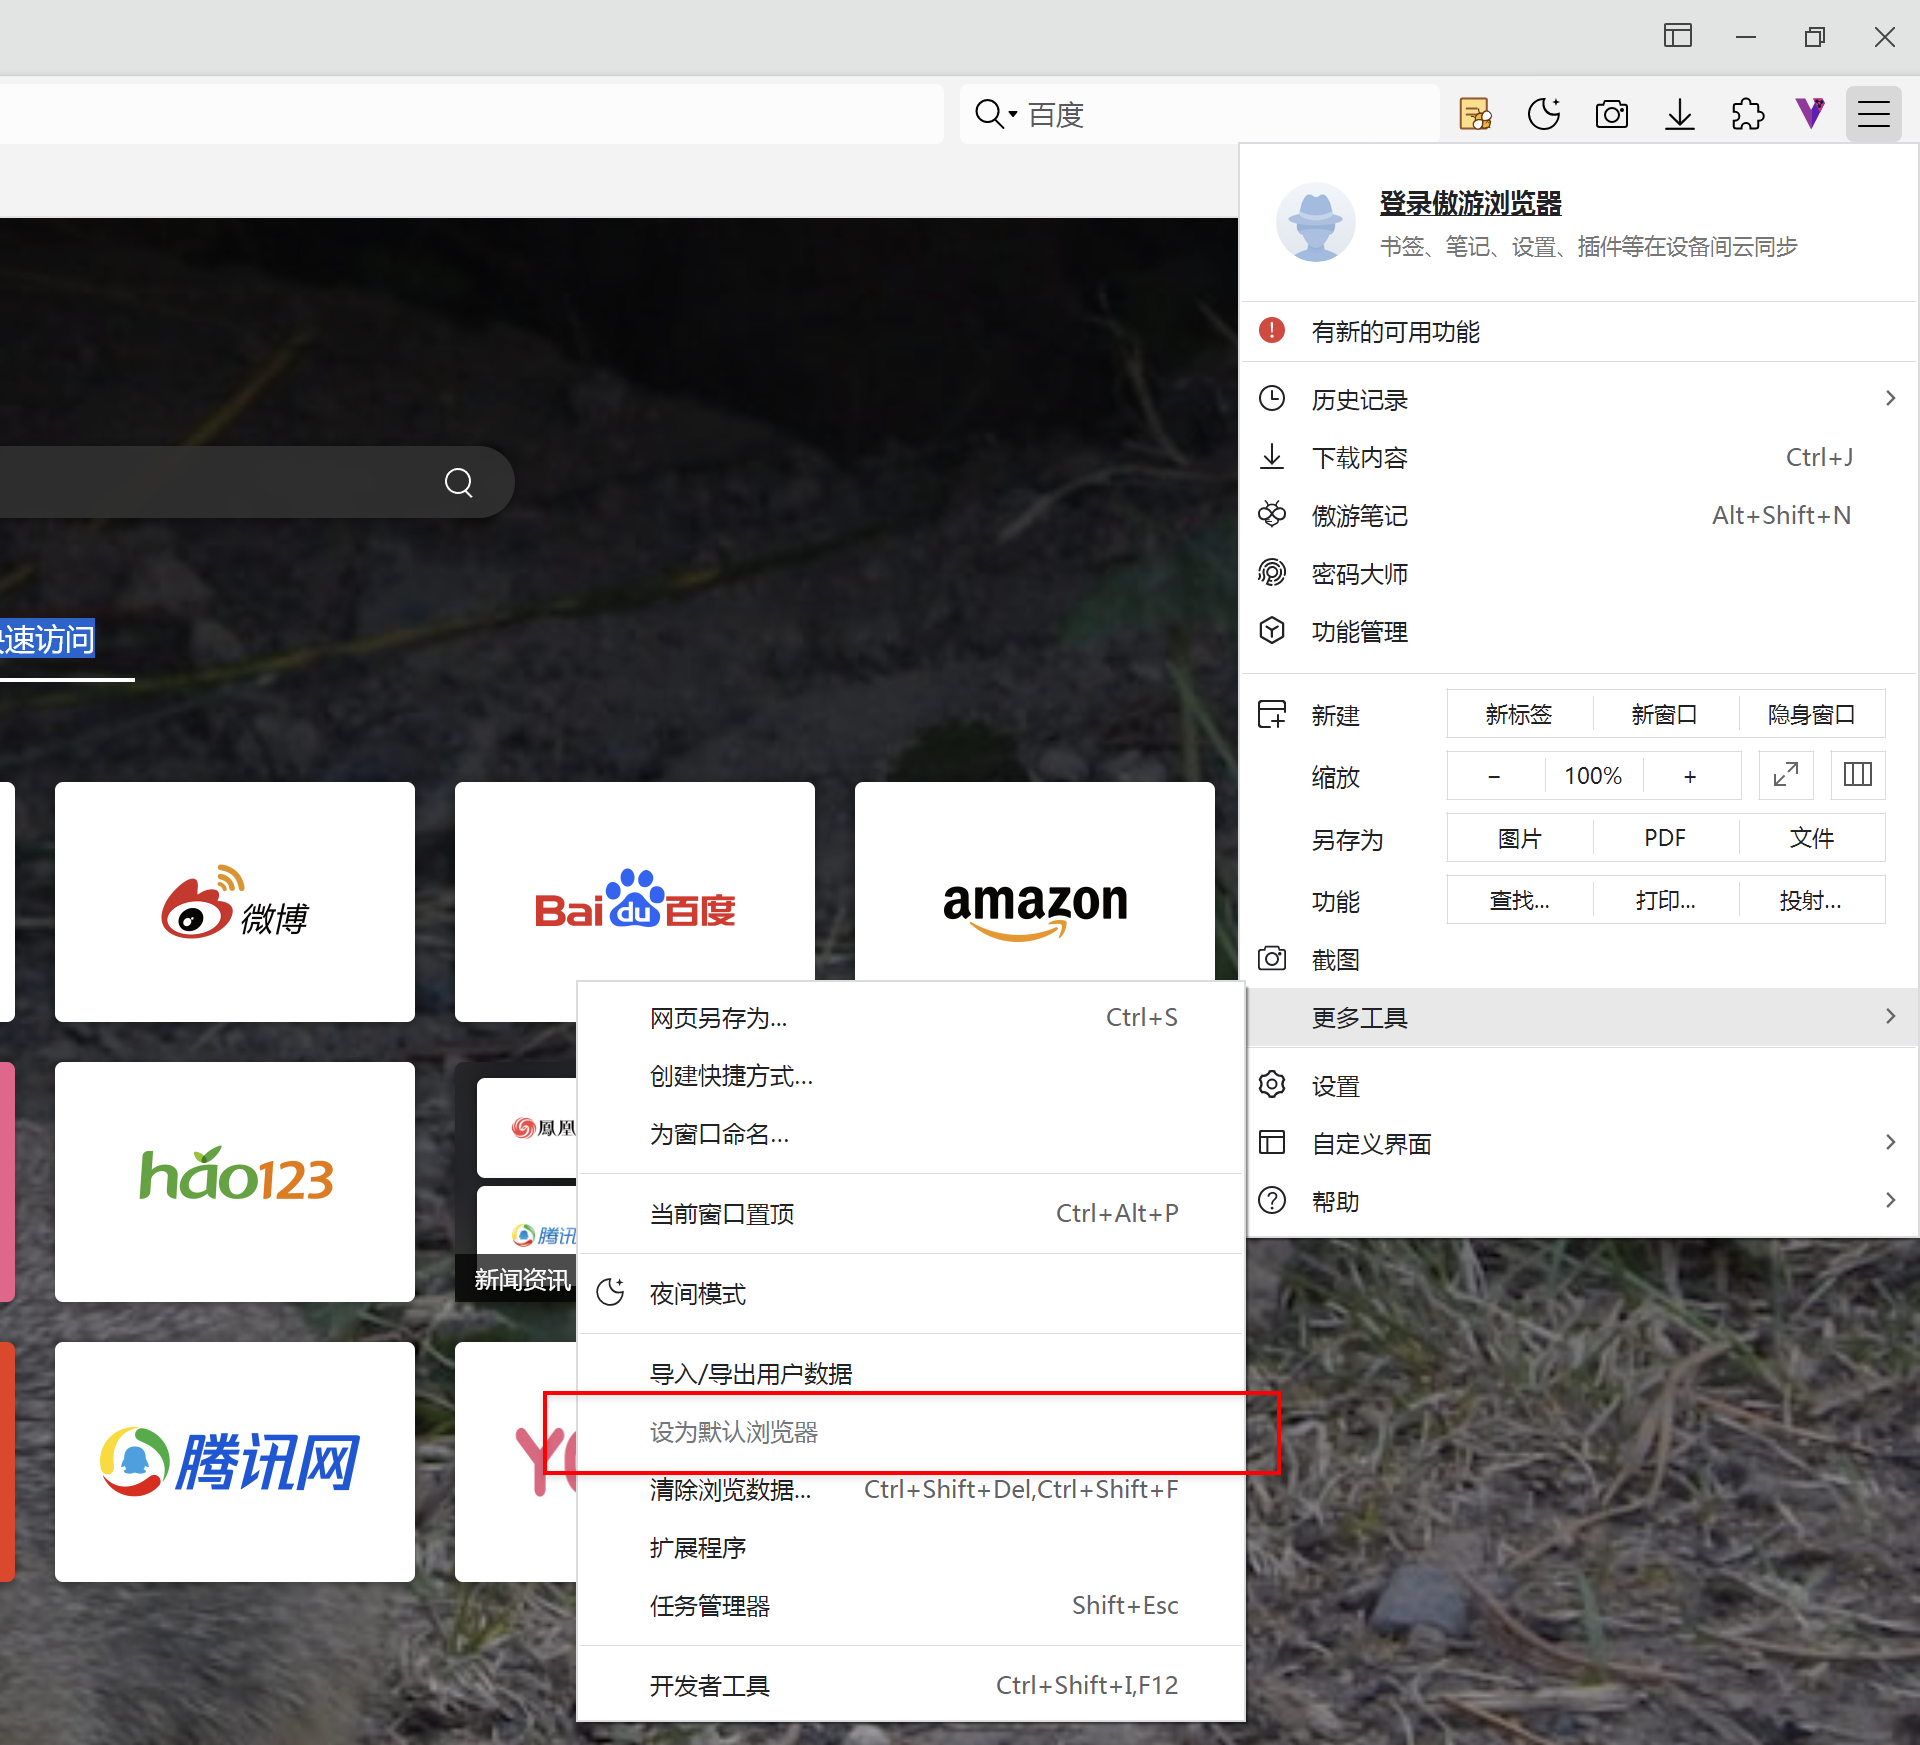 百度
登录傲游浏览器
书签、笔记、设置、插件等在设备间云同步
有新的可用功能
历史记录
下载内容 Ctrl+J
傲游笔记 Alt+Shift+N
密码大师
功能管理
新建 新标签 新窗口 隐身窗口
缩放 − 100% +
另存为 图片 PDF 文件
功能 查找... 打印... 投射...
截图
更多工具
设置
自定义界面
帮助
速访问
微博
Baidu百度
amazon
hao123
鳳凰
腾讯
新闻资讯
腾讯网
网页另存为... Ctrl+S
创建快捷方式...
为窗口命名...
当前窗口置顶 Ctrl+Alt+P
夜间模式
导入/导出用户数据
设为默认浏览器
清除浏览数据... Ctrl+Shift+Del,Ctrl+Shift+F
扩展程序
任务管理器 Shift+Esc
开发者工具 Ctrl+Shift+I,F12